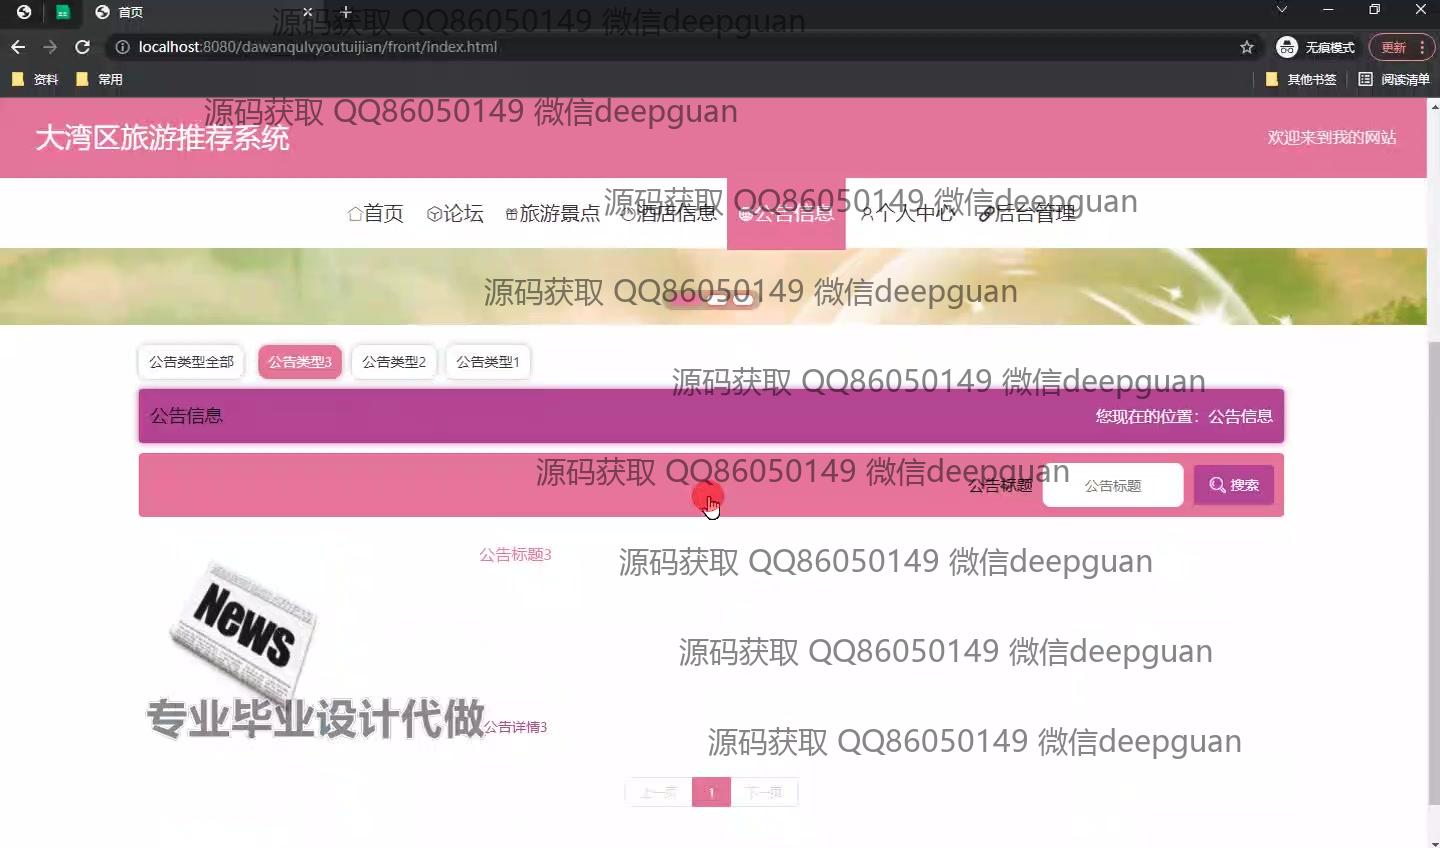 首页
源码获取 QQ86050149 微信deepguan
localhost:8080/dawanqulvyoutuijian/front/index.html
无痕模式
更新
资料
常用
其他书签
阅读清单
源码获取 QQ86050149 微信deepguan
大湾区旅游推荐系统
欢迎来到我的网站
源码获取 QQ86050149 微信deepguan
首页
论坛
旅游景点
酒店信息
公告信息
个人中心
后台管理
源码获取 QQ86050149 微信deepguan
公告类型全部
公告类型3
公告类型2
公告类型1
源码获取 QQ86050149 微信deepguan
公告信息
您现在的位置：公告信息
源码获取 QQ86050149 微信deepguan
公告标题
公告标题
搜索
公告标题3
源码获取 QQ86050149 微信deepguan
News
源码获取 QQ86050149 微信deepguan
专业毕业设计代做
公告详情3
源码获取 QQ86050149 微信deepguan
上一页
1
下一页